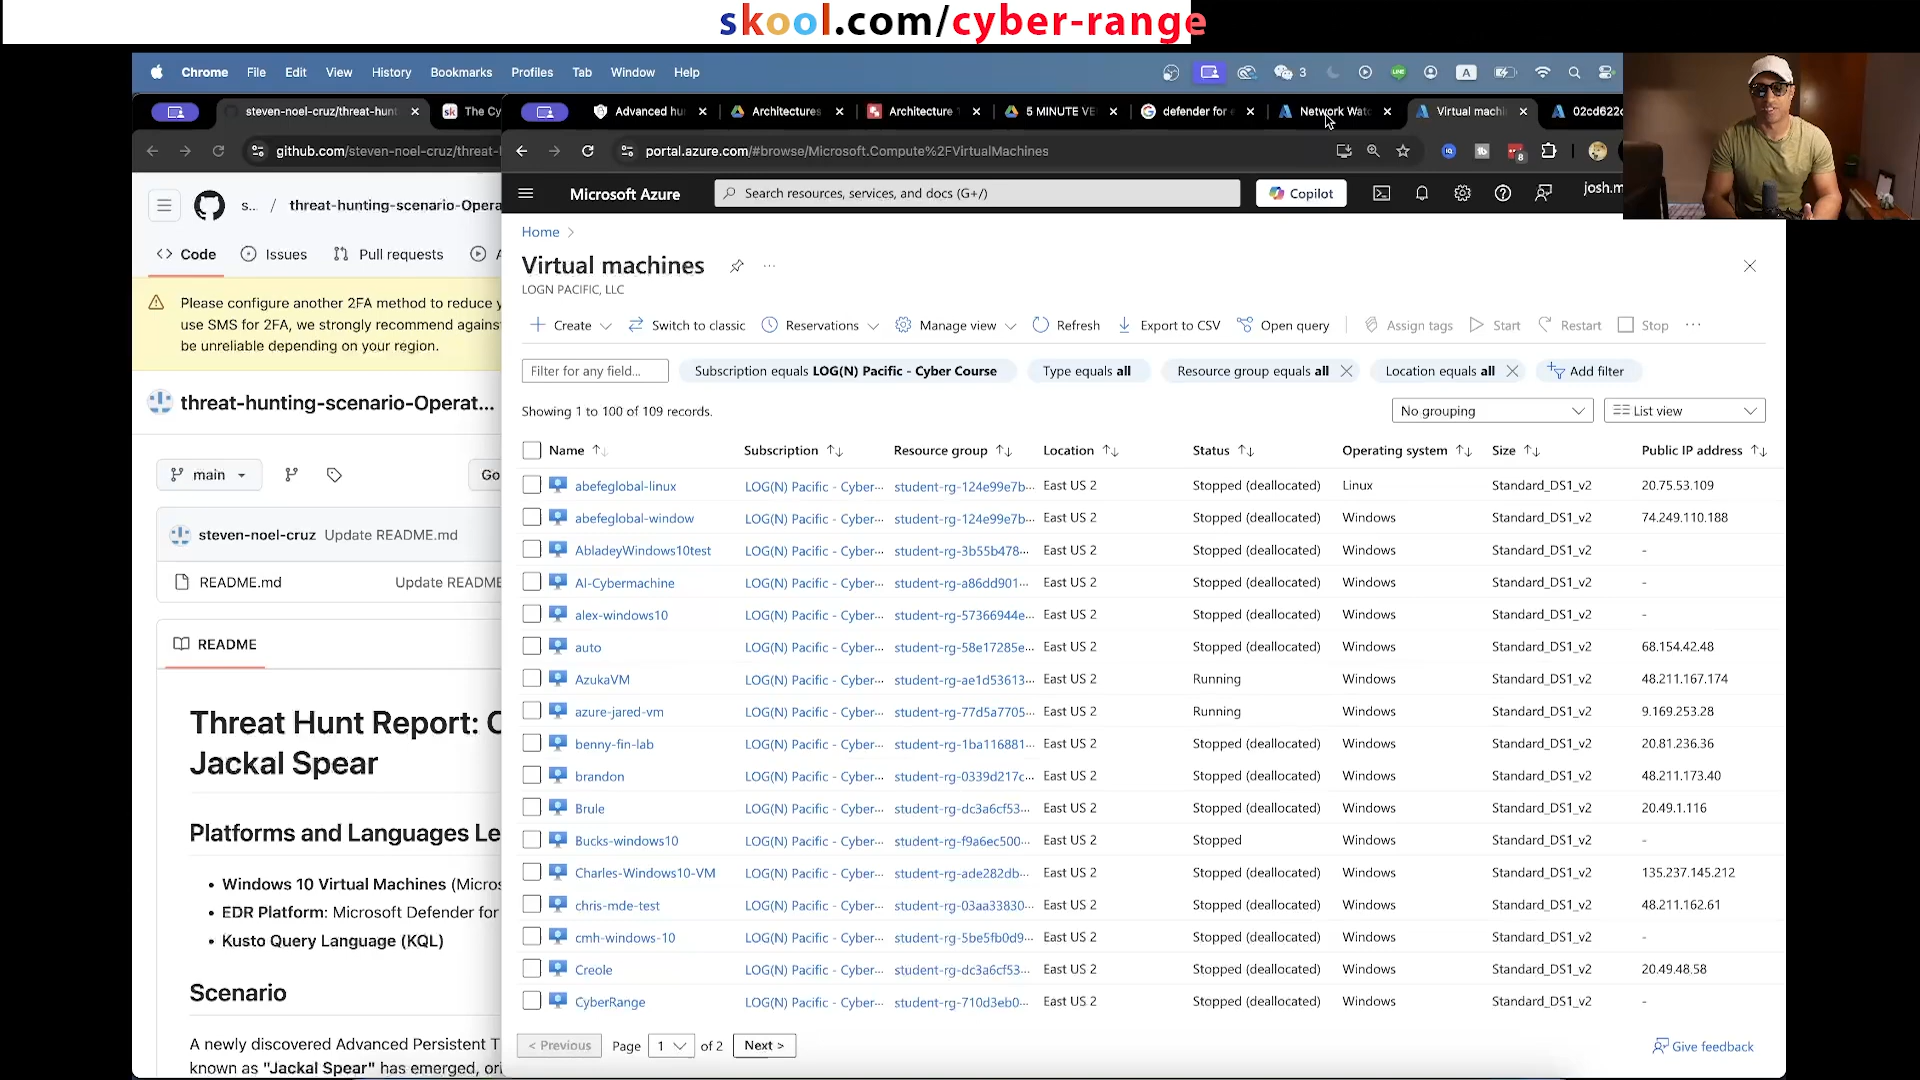 skool.com/cyber-range
Chrome File Edit View History Bookmarks Profiles Tab Window Help
3
A
steven-noel-cruz/threat-hunt
sk The Cy
github.com/steven-noel-cruz/threat-
s... / threat-hunting-scenario-Opera
Code
Issues
Pull requests
Please configure another 2FA method to reduce
use SMS for 2FA, we strongly recommend against
be unreliable depending on your region.
threat-hunting-scenario-Operat...
main
Go
steven-noel-cruz Update README.md
README.md Update README
README
Threat Hunt Report:
Jackal Spear
Platforms and Languages Le
• Windows 10 Virtual Machines (Micros
• EDR Platform: Microsoft Defender for
• Kusto Query Language (KQL)
Scenario
A newly discovered Advanced Persistent T
known as "Jackal Spear" has emerged, ori
Advanced hu
Architectures
Architecture
5 MINUTE VE
defender for e
Network Watc
Virtual machi
02cd622c
portal.azure.com/#browse/Microsoft.Compute%2FVirtualMachines
8
Microsoft Azure
Search resources, services, and docs (G+/)
Copilot
josh.m
Home >
Virtual machines
LOGN PACIFIC, LLC
Create Switch to classic Reservations Manage view Refresh Export to CSV Open query Assign tags Start Restart Stop
Filter for any field...
Subscription equals LOG(N) Pacific - Cyber Course
Type equals all
Resource group equals all
Location equals all
Add filter
Showing 1 to 100 of 109 records.
No grouping
List view
Name Subscription Resource group Location Status Operating system Size Public IP address
abefeglobal-linux LOG(N) Pacific - Cyber... student-rg-124e99e7b... East US 2 Stopped (deallocated) Linux Standard_DS1_v2 20.75.53.109
abefeglobal-window LOG(N) Pacific - Cyber... student-rg-124e99e7b... East US 2 Stopped (deallocated) Windows Standard_DS1_v2 74.249.110.188
AbladeyWindows10test LOG(N) Pacific - Cyber... student-rg-3b55b478... East US 2 Stopped (deallocated) Windows Standard_DS1_v2 -
AI-Cybermachine LOG(N) Pacific - Cyber... student-rg-a86dd901... East US 2 Stopped (deallocated) Windows Standard_DS1_v2 -
alex-windows10 LOG(N) Pacific - Cyber... student-rg-57366944e... East US 2 Stopped (deallocated) Windows Standard_DS1_v2 -
auto LOG(N) Pacific - Cyber... student-rg-58e17285e... East US 2 Stopped (deallocated) Windows Standard_DS1_v2 68.154.42.48
AzukaVM LOG(N) Pacific - Cyber... student-rg-ae1d53613... East US 2 Running Windows Standard_DS1_v2 48.211.167.174
azure-jared-vm LOG(N) Pacific - Cyber... student-rg-77d5a7705... East US 2 Running Windows Standard_DS1_v2 9.169.253.28
benny-fin-lab LOG(N) Pacific - Cyber... student-rg-1ba116881... East US 2 Stopped (deallocated) Windows Standard_DS1_v2 20.81.236.36
brandon LOG(N) Pacific - Cyber... student-rg-0339d217c... East US 2 Stopped (deallocated) Windows Standard_DS1_v2 48.211.173.40
Brule LOG(N) Pacific - Cyber... student-rg-dc3a6cf53... East US 2 Stopped (deallocated) Windows Standard_DS1_v2 20.49.1.116
Bucks-windows10 LOG(N) Pacific - Cyber... student-rg-f9a6ec500... East US 2 Stopped Windows Standard_DS1_v2 -
Charles-Windows10-VM LOG(N) Pacific - Cyber... student-rg-ade282db... East US 2 Stopped (deallocated) Windows Standard_DS1_v2 135.237.145.212
chris-mde-test LOG(N) Pacific - Cyber... student-rg-03aa33830... East US 2 Stopped (deallocated) Windows Standard_DS1_v2 48.211.162.61
cmh-windows-10 LOG(N) Pacific - Cyber... student-rg-5be5fb0d9... East US 2 Stopped (deallocated) Windows Standard_DS1_v2 -
Creole LOG(N) Pacific - Cyber... student-rg-dc3a6cf53... East US 2 Stopped (deallocated) Windows Standard_DS1_v2 20.49.48.58
CyberRange LOG(N) Pacific - Cyber... student-rg-710d3eb0... East US 2 Stopped (deallocated) Windows Standard_DS1_v2 -
< Previous Page 1 of 2 Next >
Give feedback